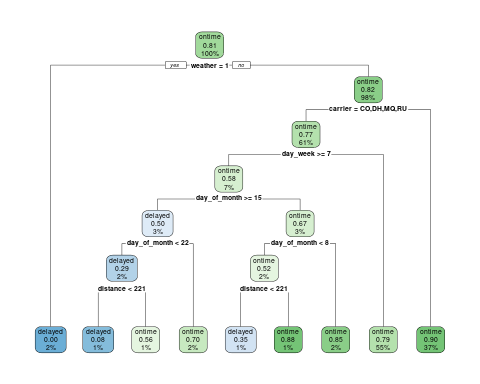 ontime
0.81
100%
yes
weather = 1
no
ontime
0.82
98%
carrier = CO,DH,MQ,RU
ontime
0.77
61%
day_week >= 7
ontime
0.58
7%
day_of_month >= 15
delayed
0.50
3%
ontime
0.67
3%
day_of_month < 22
day_of_month < 8
delayed
0.29
2%
ontime
0.52
2%
distance < 221
distance < 221
delayed
0.00
2%
delayed
0.08
1%
ontime
0.56
1%
ontime
0.70
2%
delayed
0.35
1%
ontime
0.88
1%
ontime
0.85
2%
ontime
0.79
55%
ontime
0.90
37%